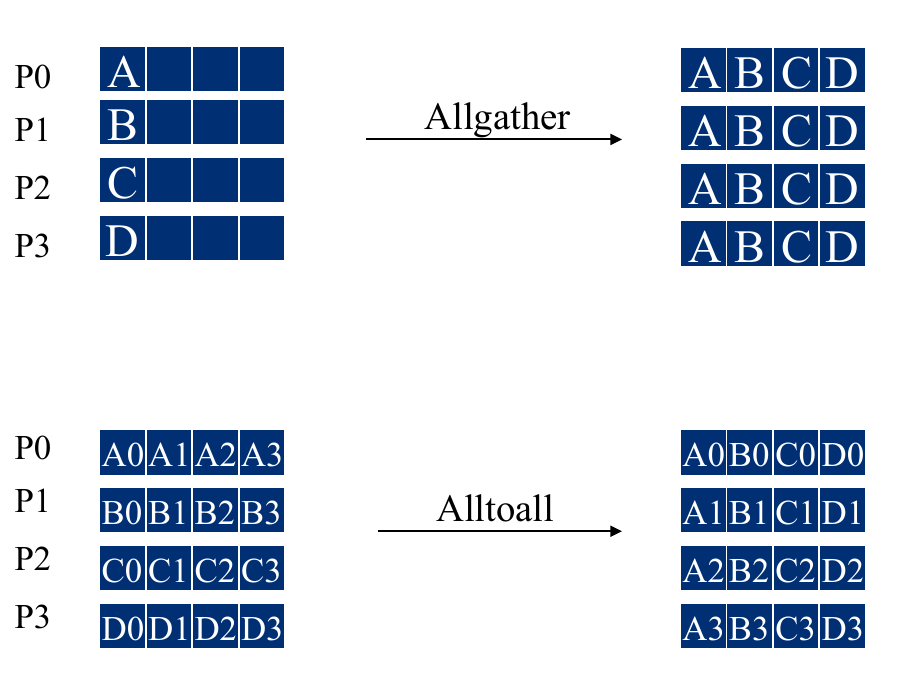 P0 A A B C D
P1 B Allgather A B C D
P2 C A B C D
P3 D A B C D
P0 A0 A1 A2 A3 A0 B0 C0 D0
P1 B0 B1 B2 B3 Alltoall A1 B1 C1 D1
P2 C0 C1 C2 C3 A2 B2 C2 D2
P3 D0 D1 D2 D3 A3 B3 C3 D3